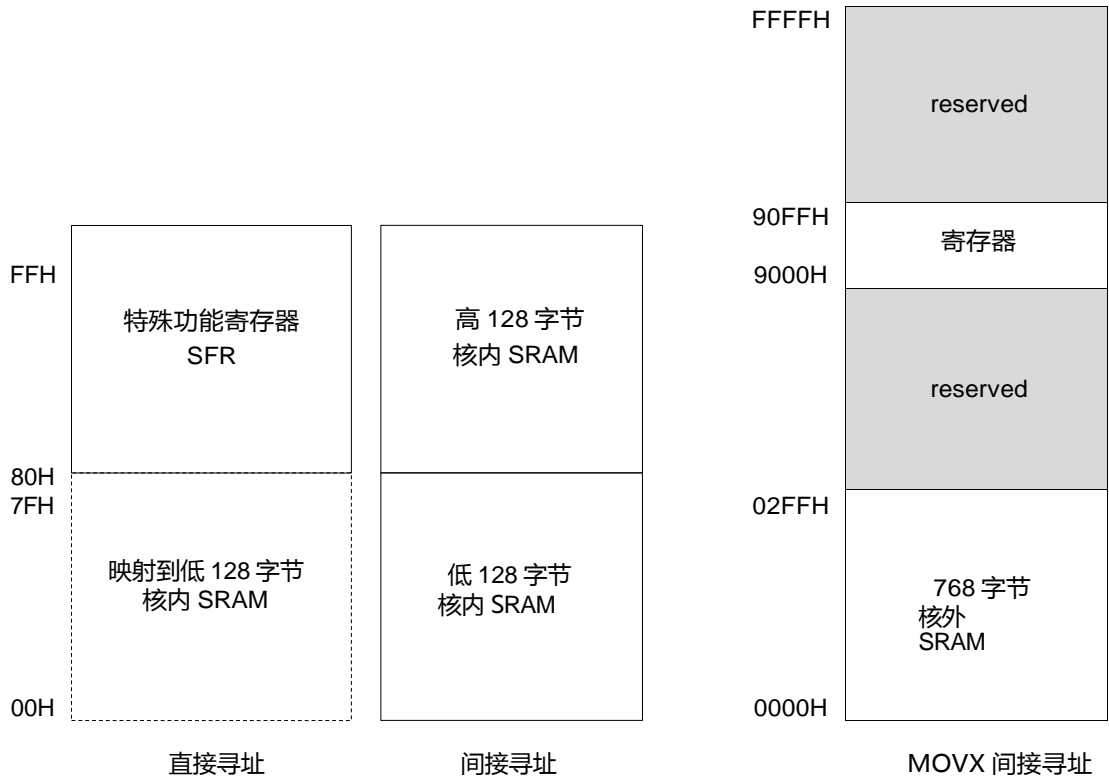 FFH
80H
7FH
00H
特殊功能寄存器
SFR
映射到低 128 字节
核内 SRAM
直接寻址
高 128 字节
核内 SRAM
低 128 字节
核内 SRAM
间接寻址
FFFFH
reserved
90FFH
寄存器
9000H
reserved
02FFH
768 字节
核外
SRAM
0000H
MOVX 间接寻址